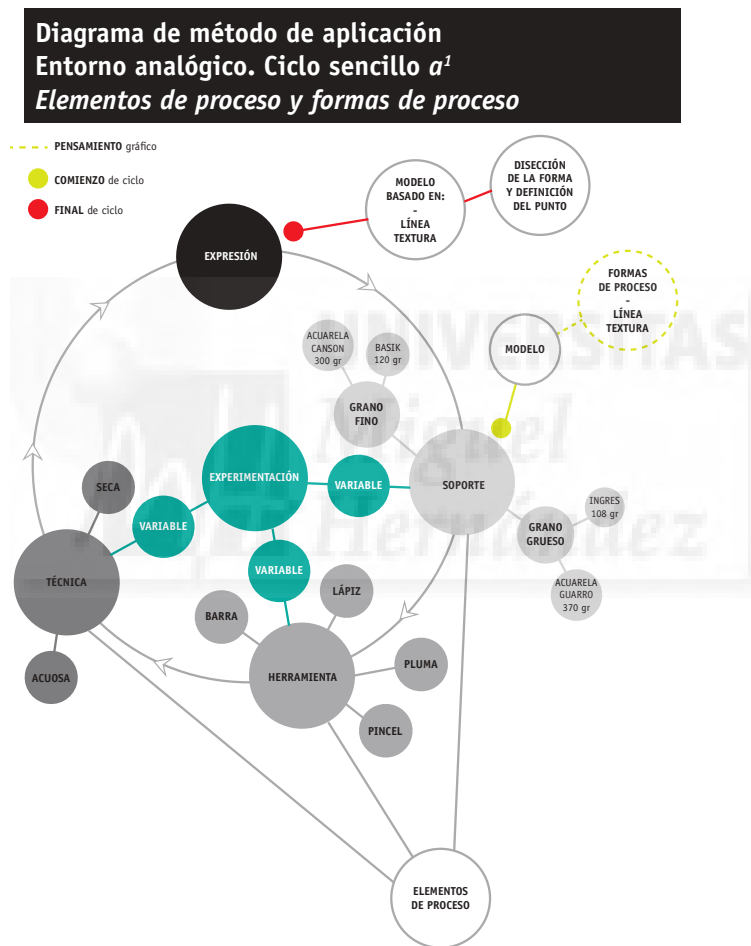 Diagrama de método de aplicación
Entorno analógico. Ciclo sencillo a¹
Elementos de proceso y formas de proceso
PENSAMIENTO gráfico
COMIENZO de ciclo
FINAL de ciclo
MODELO
BASADO EN:
-
LÍNEA
TEXTURA
DISECCIÓN
DE LA FORMA
Y DEFINICIÓN
DEL PUNTO
EXPRESIÓN
FORMAS
DE PROCESO
-
LÍNEA
TEXTURA
MODELO
ACUARELA
CANSON
300 gr
BASIK
120 gr
GRANO
FINO
EXPERIMENTACIÓN
VARIABLE
SOPORTE
SECA
VARIABLE
INGRES
108 gr
GRANO
GRUESO
ACUARELA
GUARRO
370 gr
TÉCNICA
VARIABLE
LÁPIZ
BARRA
PLUMA
HERRAMIENTA
ACUOSA
PINCEL
ELEMENTOS
DE PROCESO
UNIVERSITAS
Miguel
Hernández